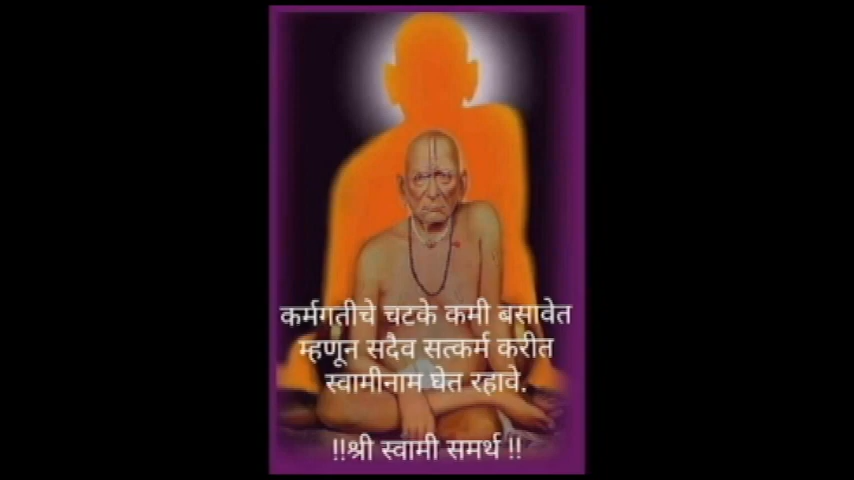 कर्मगतीचे चटके कमी बसावेत
म्हणून सदैव सत्कर्म करीत
स्वामीनाम घेत रहावे.
!!श्री स्वामी समर्थ !!